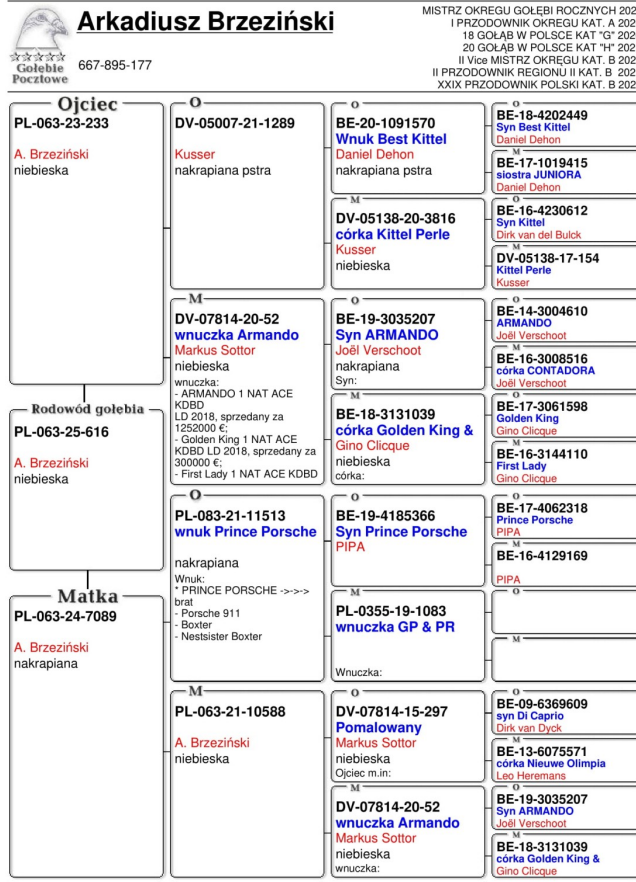 Arkadiusz Brzeziński
667-895-177
Gołębie
Pocztowe
MISTRZ OKRĘGU GOŁĘBI ROCZNYCH 202
I PRZODOWNIK OKRĘGU KAT. A 202
18 GOŁĄB W POLSCE KAT "G" 202
20 GOŁĄB W POLSCE KAT "H" 202
II Vice MISTRZ OKRĘGU KAT. B 202
II PRZODOWNIK REGIONU II KAT. B 202
XXIX PRZODOWNIK POLSKI KAT. B 202
Ojciec
PL-063-23-233
A. Brzeziński
niebieska
Rodowód gołębia
PL-063-25-616
A. Brzeziński
niebieska
Matka
PL-063-24-7089
A. Brzeziński
nakrapiana
O
DV-05007-21-1289
Kusser
nakrapiana pstra
M
DV-07814-20-52
wnuczka Armando
Markus Sottor
niebieska
wnuczka:
- ARMANDO 1 NAT ACE
KDBD
LD 2018, sprzedany za
1252000 €;
- Golden King 1 NAT ACE
KDBD LD 2018, sprzedany za
300000 €;
- First Lady 1 NAT ACE KDBD
O
PL-083-21-11513
wnuk Prince Porsche
nakrapiana
Wnuk:
* PRINCE PORSCHE ->->->
brat
- Porsche 911
- Boxter
- Nestsister Boxter
M
PL-063-21-10588
A. Brzeziński
niebieska
O
BE-20-1091570
Wnuk Best Kittel
Daniel Dehon
nakrapiana pstra
M
DV-05138-20-3816
córka Kittel Perle
Kusser
niebieska
O
BE-19-3035207
Syn ARMANDO
Joël Verschoot
nakrapiana
Syn:
M
BE-18-3131039
córka Golden King &
Gino Clicque
niebieska
córka:
O
BE-19-4185366
Syn Prince Porsche
PIPA
M
PL-0355-19-1083
wnuczka GP & PR
Wnuczka:
O
DV-07814-15-297
Pomalowany
Markus Sottor
niebieska
Ojciec m.in:
M
DV-07814-20-52
wnuczka Armando
Markus Sottor
niebieska
wnuczka:
O
BE-18-4202449
Syn Best Kittel
Daniel Dehon
M
BE-17-1019415
siostra JUNIORA
Daniel Dehon
O
BE-16-4230612
Syn Kittel
Dirk van del Bulck
M
DV-05138-17-154
Kittel Perle
Kusser
O
BE-14-3004610
ARMANDO
Joël Verschoot
M
BE-16-3008516
córka CONTADORA
Joël Verschoot
O
BE-17-3061598
Golden King
Gino Clicque
M
BE-16-3144110
First Lady
Gino Clicque
O
BE-17-4062318
Prince Porsche
PIPA
M
BE-16-4129169
PIPA
O
M
O
BE-09-6369609
syn Di Caprio
Dirk van Dyck
M
BE-13-6075571
córka Nieuwe Olimpia
Leo Heremans
O
BE-19-3035207
Syn ARMANDO
Joël Verschoot
M
BE-18-3131039
córka Golden King &
Gino Clicque